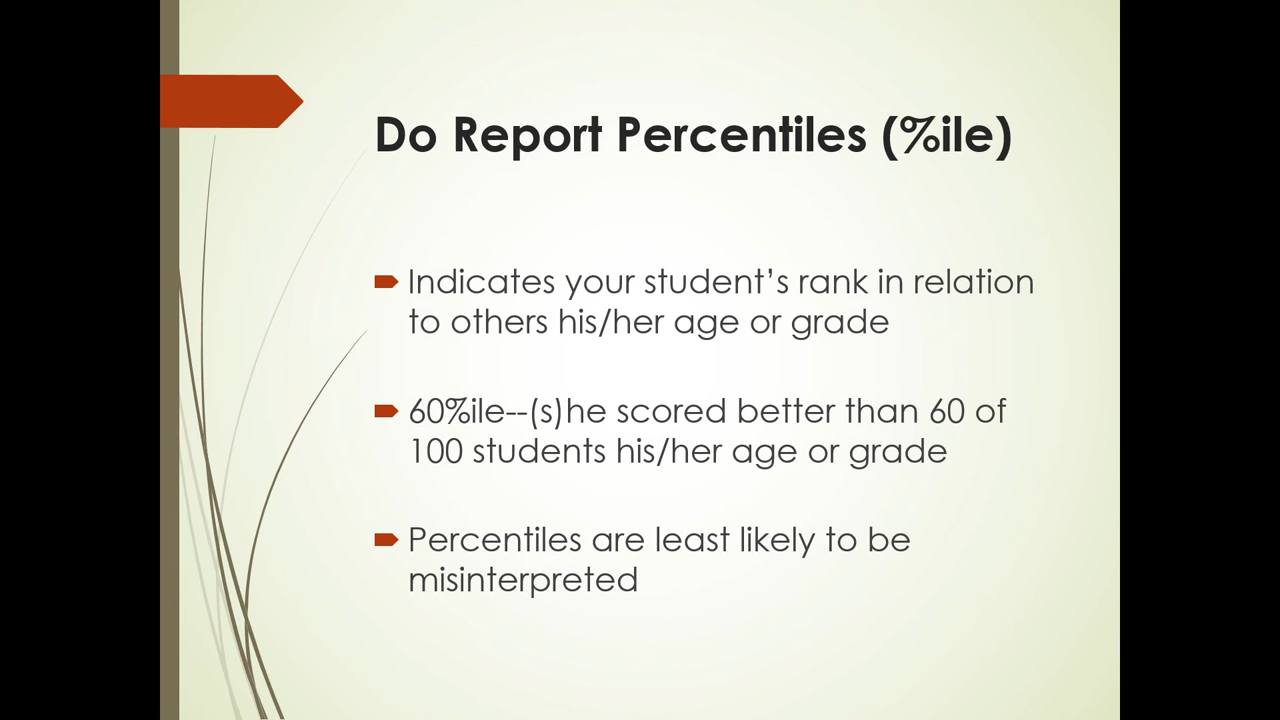 Do Report Percentiles (%ile)
Indicates your student’s rank in relation
to others his/her age or grade
60%ile--(s)he scored better than 60 of
100 students his/her age or grade
Percentiles are least likely to be
misinterpreted